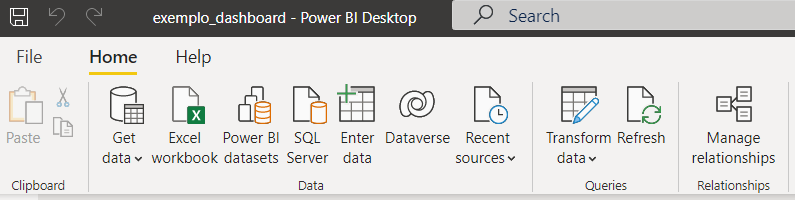 exemplo_dashboard - Power BI Desktop
Search
File
Home
Help
Paste
Clipboard
Get data
Excel workbook
Power BI datasets
SQL Server
Enter data
Dataverse
Recent sources
Data
Transform data
Refresh
Queries
Manage relationships
Relationships